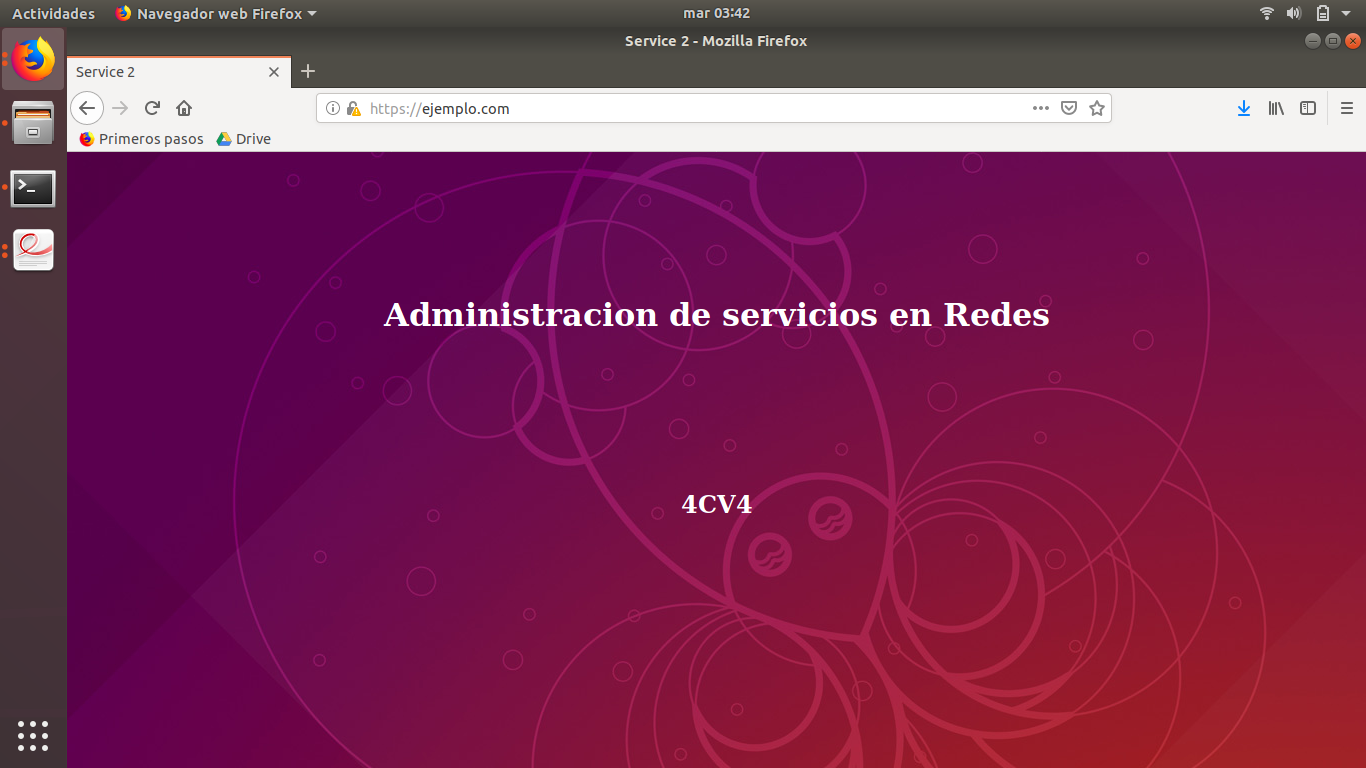 Actividades Navegador web Firefox mar 03:42
Service 2 - Mozilla Firefox
Service 2
https://ejemplo.com
Primeros pasos Drive
Administracion de servicios en Redes
4CV4